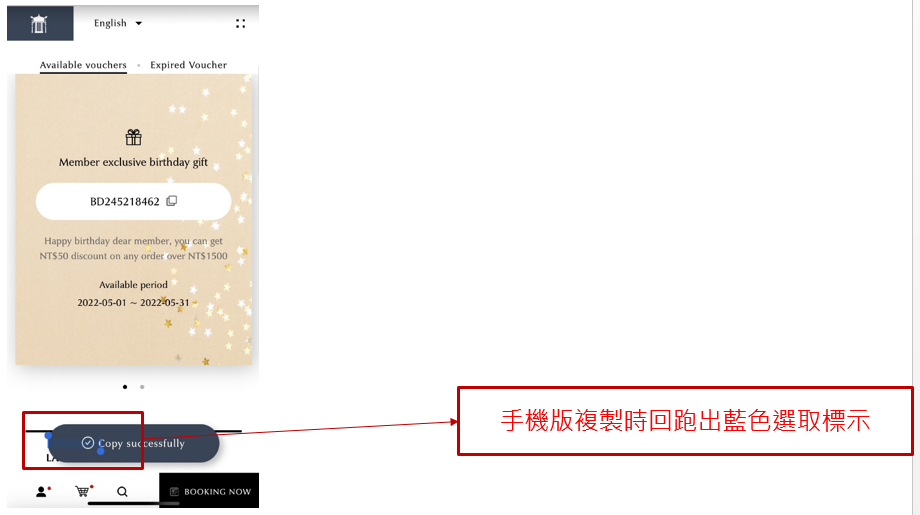 English
Available vouchers
Expired Voucher
Member exclusive birthday gift
BD245218462
Happy birthday dear member, you can get
NT$50 discount on any order over NT$1500
Available period
2022-05-01 ~ 2022-05-31
Copy successfully
手機版複製時回跑出藍色選取標示
BOOKING NOW